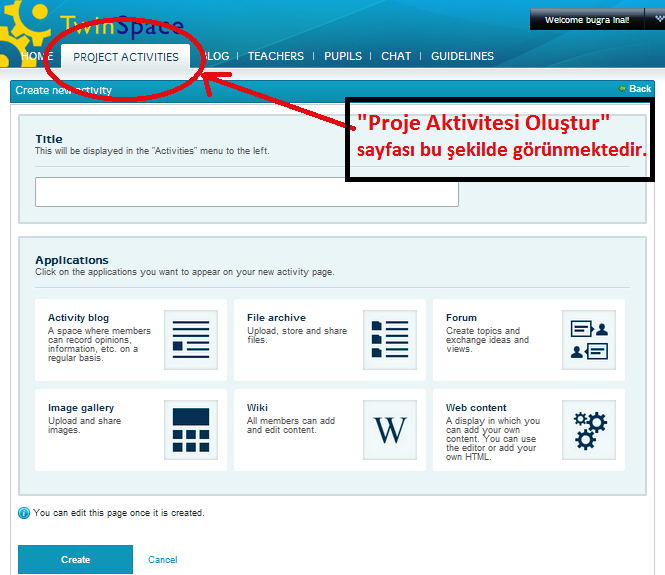 TwinSpace
Welcome bugra inal!
HOME
PROJECT ACTIVITIES
BLOG
TEACHERS
PUPILS
CHAT
GUIDELINES
Create new activity
Back
"Proje Aktivitesi Oluştur"
sayfası bu şekilde görünmektedir.
Title
This will be displayed in the "Activities" menu to the left.
Applications
Click on the applications you want to appear on your new activity page.
Activity blog
A space where members
can record opinions,
information, etc. on a
regular basis.
File archive
Upload, store and share
files.
Forum
Create topics and
exchange ideas and
views.
Image gallery
Upload and share
images.
Wiki
All members can add
and edit content.
W
Web content
A display in which you
can add your own
content. You can use
the editor or add your
own HTML.
You can edit this page once it is created.
Create
Cancel